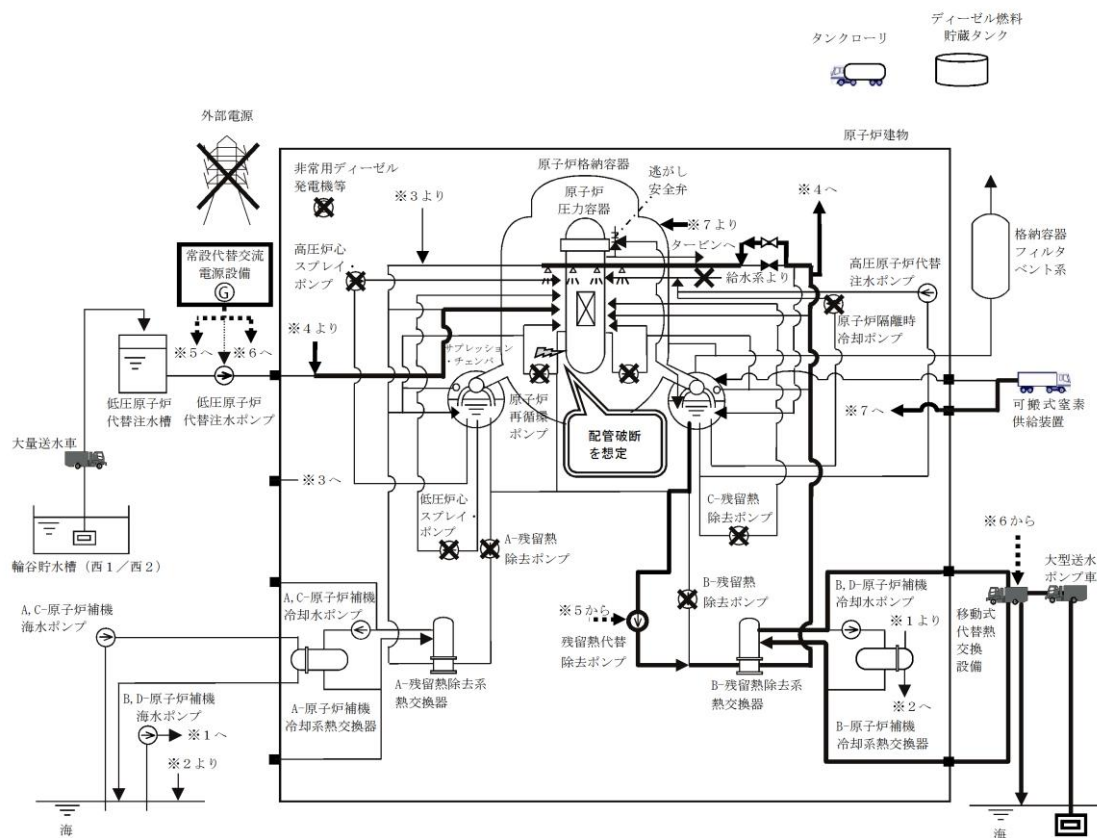 ディーゼル燃料
貯蔵タンク
タンクローリ
外部電源
原子炉建物
非常用ディーゼル
発電機等
原子炉格納容器
原子炉
圧力容器
逃がし
安全弁
※3より
※4へ
※7より
タービンへ
格納容器
フィルタ
ベント系
常設代替交流
電源設備
G
高圧炉心
スプレイ・
ポンプ
給水系より
高圧原子炉代替
注水ポンプ
原子炉隔離時
冷却ポンプ
※5へ
※6へ
※4より
サプレッション
・チェンバ
低圧原子炉
代替注水槽
低圧原子炉
代替注水ポンプ
原子炉
再循環
ポンプ
配管破断
を想定
※7へ
可搬式窒素
供給装置
大量送水車
※3へ
低圧炉心
スプレイ・
ポンプ
A-残留熱
除去ポンプ
C-残留熱
除去ポンプ
輪谷貯水槽(西1/西2)
※6から
大型送水
ポンプ車
A,C-原子炉補機
海水ポンプ
A,C-原子炉補機
冷却水ポンプ
※5から
残留熱代替
除去ポンプ
B-残留熱
除去ポンプ
B,D-原子炉補機
冷却水ポンプ
※1より
移動式
代替熱
交換
設備
A-残留熱除去系
熱交換器
B-残留熱除去系
熱交換器
※2へ
B,D-原子炉補機
海水ポンプ
A-原子炉補機
冷却系熱交換器
B-原子炉補機
冷却系熱交換器
※1へ
※2より
海
海